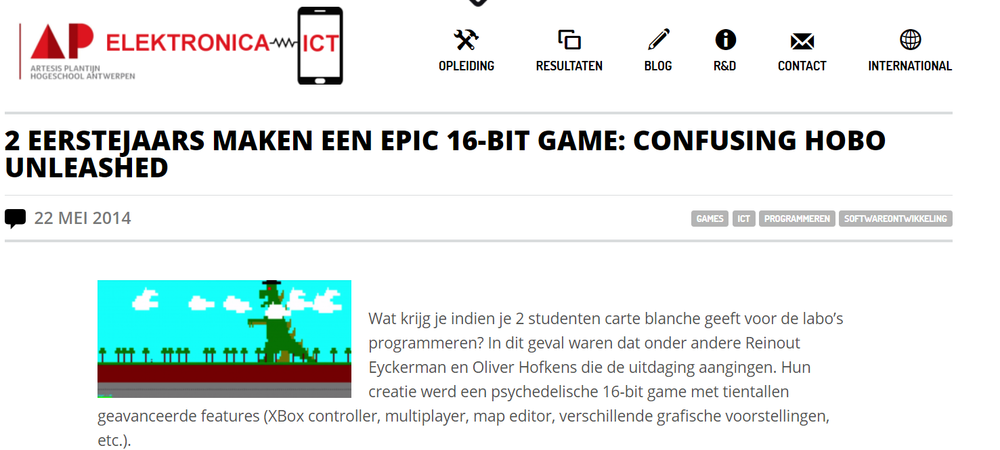 AP ELEKTRONICA ICT
ARTESIS PLANTIJN
HOGESCHOOL ANTWERPEN
OPLEIDING RESULTATEN BLOG R&D CONTACT INTERNATIONAL
2 EERSTEJAARS MAKEN EEN EPIC 16-BIT GAME: CONFUSING HOBO
UNLEASHED
22 MEI 2014
GAMES ICT PROGRAMMEREN SOFTWAREONTWIKKELING
Wat krijg je indien je 2 studenten carte blanche geeft voor de labo’s
programmeren? In dit geval waren dat onder andere Reinout
Eyckerman en Oliver Hofkens die de uitdaging aangingen. Hun
creatie werd een psychedelische 16-bit game met tientallen
geavanceerde features (XBox controller, multiplayer, map editor, verschillende grafische voorstellingen,
etc.).